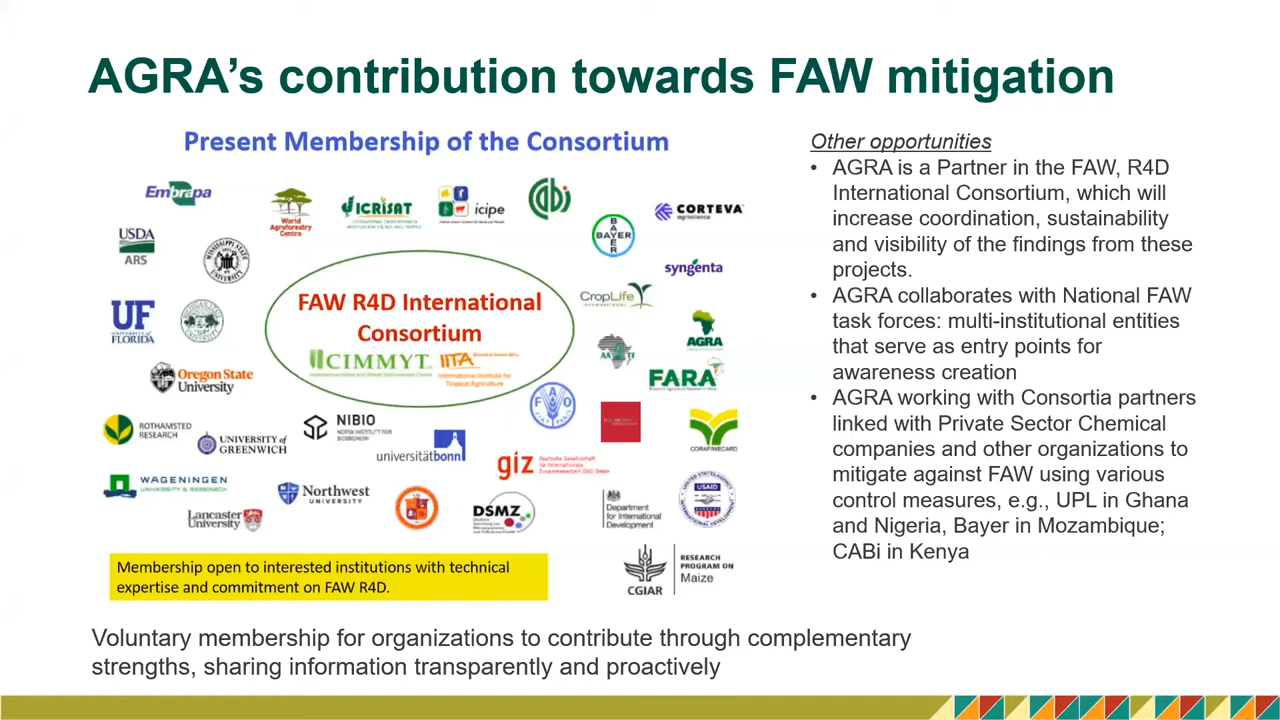 AGRA’s contribution towards FAW mitigation
Present Membership of the Consortium
Embrapa
World
Agroforestry
Centre
ICRISAT
icipe
cabi
BAYER
BAYER
CORTEVA
agriscience
USDA
ARS
MISSISSIPPI STATE
UNIVERSITY
syngenta
CropLife
INTERNATIONAL
FAW R4D International
Consortium
CIMMYT
IITA
International Institute for
Tropical Agriculture
UF
UNIVERSITY of
FLORIDA
AGRA
FARA
Oregon State
University
FAO
ROTHAMSTED
RESEARCH
UNIVERSITY of
GREENWICH
NIBIO
universitätbonn
giz
Deutsche Gesellschaft
für Internationale
Zusammenarbeit (GIZ) GmbH
CORAF/WECARD
WAGENINGEN
UNIVERSITY & RESEARCH
Northwest
UNIVERSITY
Lancaster
University
DSMZ
Department
for International
Development
USAID
CGIAR
RESEARCH
PROGRAM ON
Maize
Membership open to interested institutions with technical
expertise and commitment on FAW R4D.
Other opportunities
• AGRA is a Partner in the FAW, R4D
International Consortium, which will
increase coordination, sustainability
and visibility of the findings from these
projects.
• AGRA collaborates with National FAW
task forces: multi-institutional entities
that serve as entry points for
awareness creation
• AGRA working with Consortia partners
linked with Private Sector Chemical
companies and other organizations to
mitigate against FAW using various
control measures, e.g., UPL in Ghana
and Nigeria, Bayer in Mozambique;
CABi in Kenya
Voluntary membership for organizations to contribute through complementary
strengths, sharing information transparently and proactively